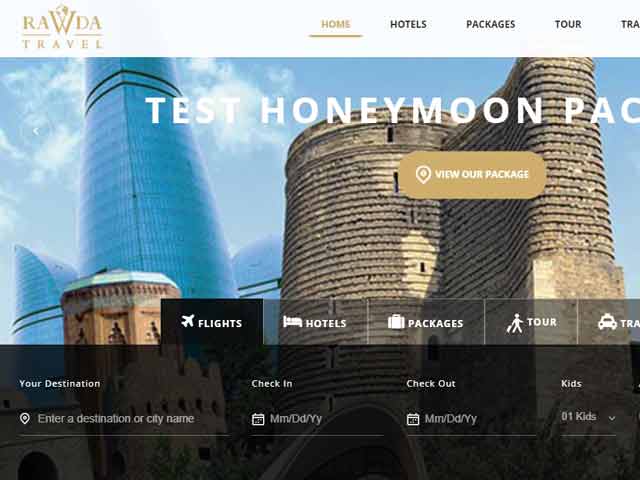 RAWDA
TRAVEL
HOME HOTELS PACKAGES TOUR TRA
TEST HONEYMOON PAC
VIEW OUR PACKAGE
FLIGHTS HOTELS PACKAGES TOUR TRA
Your Destination Check In Check Out Kids
Enter a destination or city name Mm/Dd/Yy Mm/Dd/Yy 01 Kids